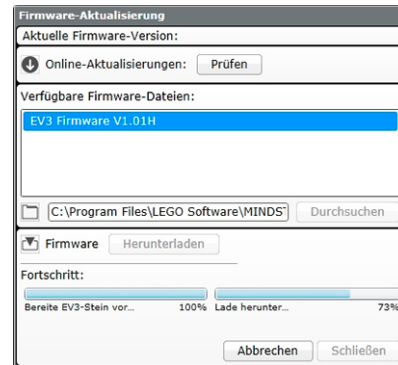 Firmware-Aktualisierung
Aktuelle Firmware-Version:
Online-Aktualisierungen: Prüfen
Verfügbare Firmware-Dateien:
EV3 Firmware V1.01H
C:\Program Files\LEGO Software\MINDST Durchsuchen
Firmware Herunterladen
Fortschritt:
Bereite EV3-Stein vor... 100% Lade herunter... 73%
Abbrechen Schließen